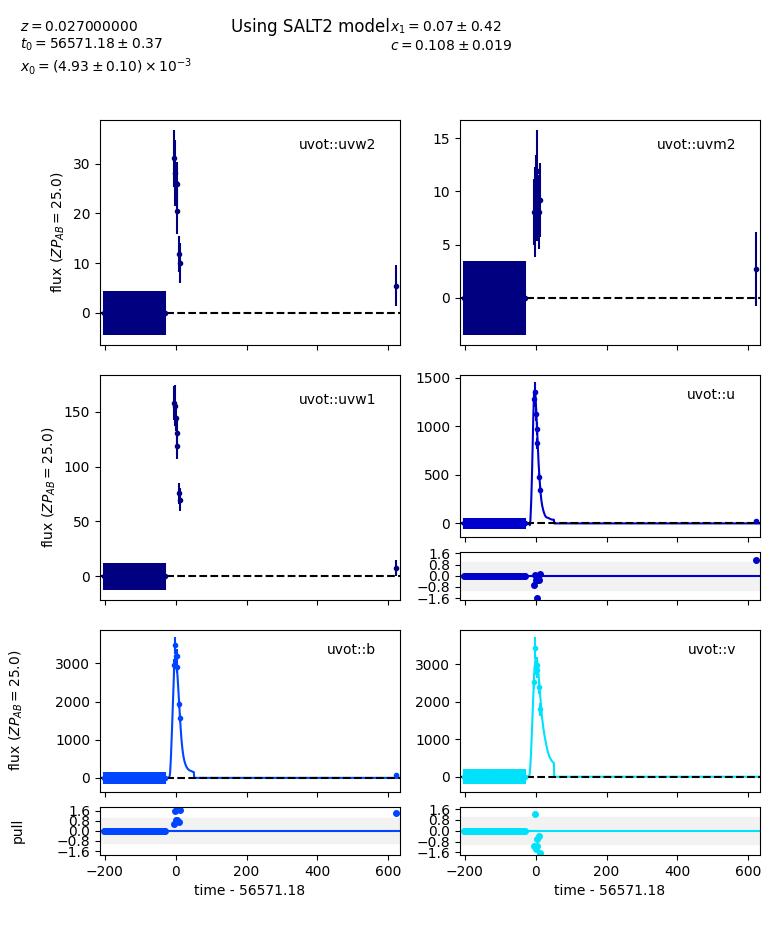 z = 0.027000000
Using SALT2 model
x₁ = 0.07 ± 0.42
t₀ = 56571.18 ± 0.37
c = 0.108 ± 0.019
x₀ = (4.93 ± 0.10) × 10⁻³
uvot::uvw2
30
20
10
0
flux (ZP_AB = 25.0)
uvot::uvm2
15
10
5
0
uvot::uvw1
150
100
50
0
flux (ZP_AB = 25.0)
uvot::u
1500
1000
500
0
1.6
0.8
0.0
−0.8
−1.6
uvot::b
3000
2000
1000
0
flux (ZP_AB = 25.0)
uvot::v
3000
2000
1000
0
1.6
0.8
0.0
−0.8
−1.6
pull
−200 0 200 400 600
time - 56571.18
1.6
0.8
0.0
−0.8
−1.6
−200 0 200 400 600
time - 56571.18